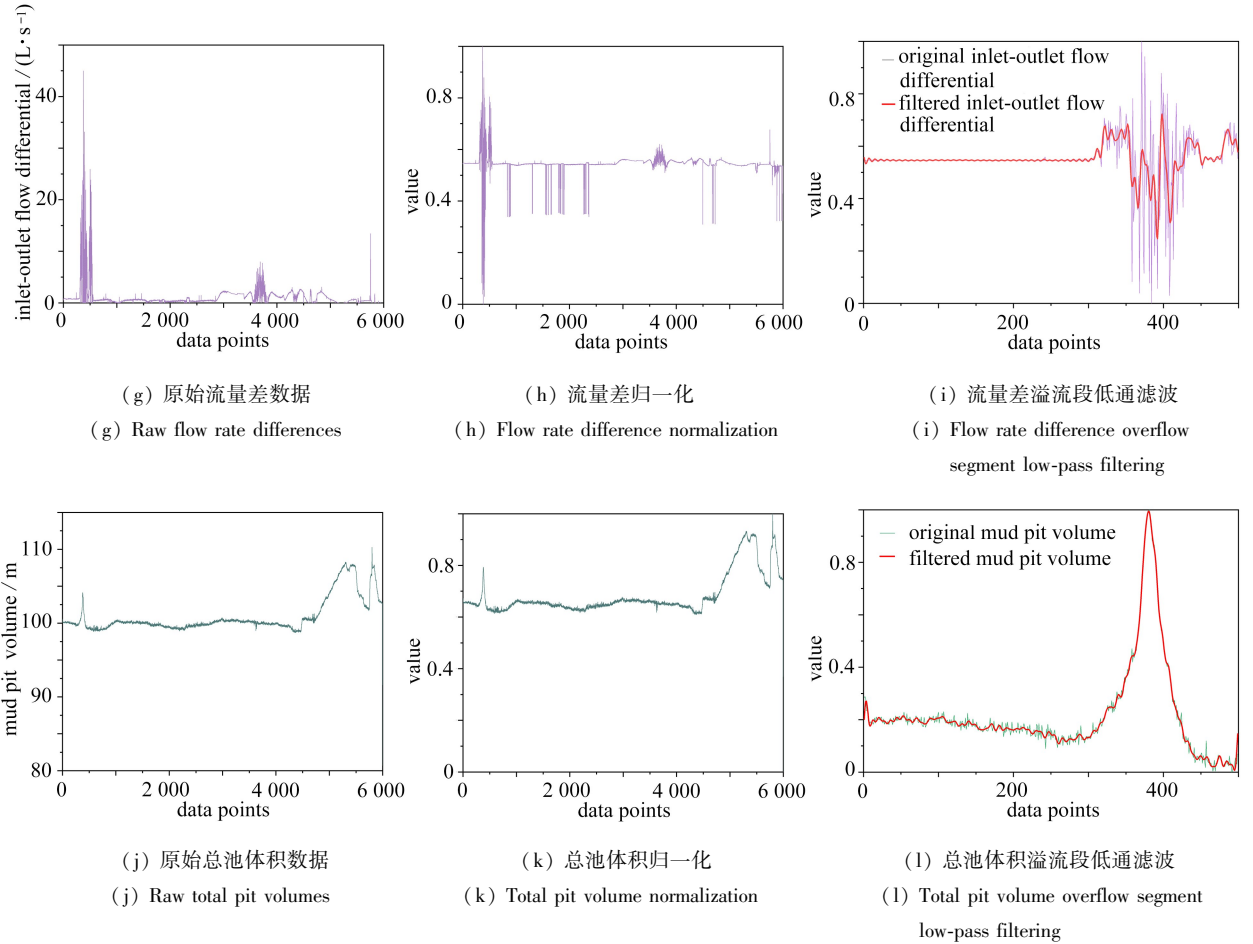 inlet-outlet flow differential / (L·s⁻¹)
40
20
0
0
2 000
4 000
6 000
data points
(g) 原始流量差数据
(g) Raw flow rate differences
value
0.8
0.4
0
0
2 000
4 000
6 000
data points
(h) 流量差归一化
(h) Flow rate difference normalization
value
0.8
0.4
0
original inlet-outlet flow
differential
filtered inlet-outlet flow
differential
0
200
400
data points
(i) 流量差溢流段低通滤波
(i) Flow rate difference overflow
segment low-pass filtering
mud pit volume / m
110
100
90
80
0
2 000
4 000
6 000
data points
(j) 原始总池体积数据
(j) Raw total pit volumes
value
0.8
0.4
0
0
2 000
4 000
6 000
data points
(k) 总池体积归一化
(k) Total pit volume normalization
value
0.8
0.4
0
original mud pit volume
filtered mud pit volume
0
200
400
data points
(l) 总池体积溢流段低通滤波
(l) Total pit volume overflow segment
low-pass filtering